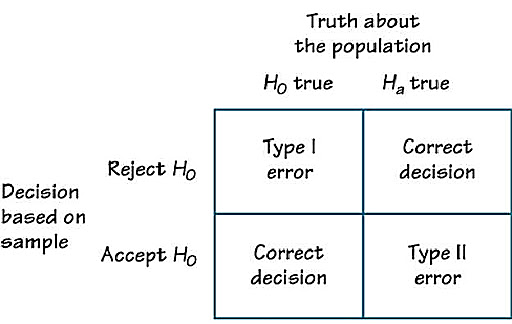 Truth about
the population
H₀ true
Hₐ true
Decision
based on
sample
Reject H₀
Type I
error
Correct
decision
Accept H₀
Correct
decision
Type II
error